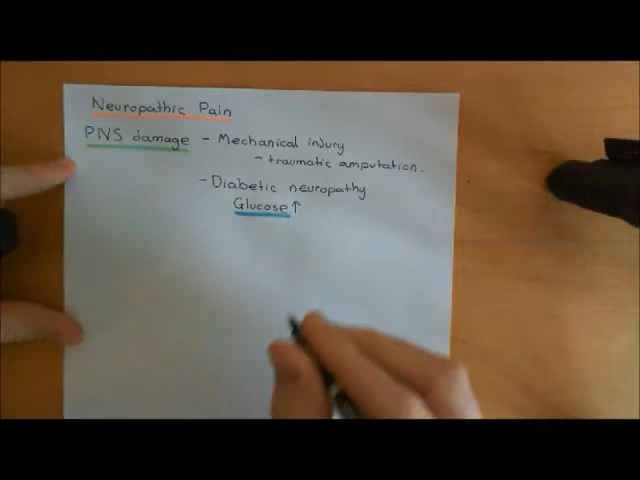 Neuropathic Pain
PNS damage - Mechanical injury
- traumatic amputation.
- Diabetic neuropathy
Glucose ↑